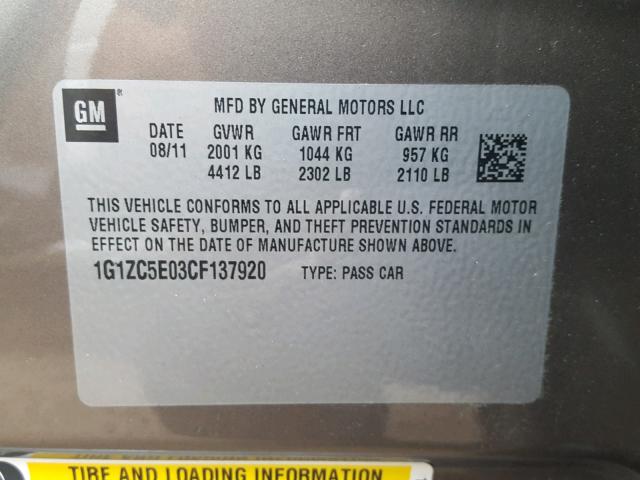 GM
MFD BY GENERAL MOTORS LLC
DATE GVWR GAWR FRT GAWR RR
08/11 2001 KG 1044 KG 957 KG
4412 LB 2302 LB 2110 LB
THIS VEHICLE CONFORMS TO ALL APPLICABLE U.S. FEDERAL MOTOR
VEHICLE SAFETY, BUMPER, AND THEFT PREVENTION STANDARDS IN
EFFECT ON THE DATE OF MANUFACTURE SHOWN ABOVE.
1G1ZC5E03CF137920 TYPE: PASS CAR
TIRE AND LOADING INFORMATION